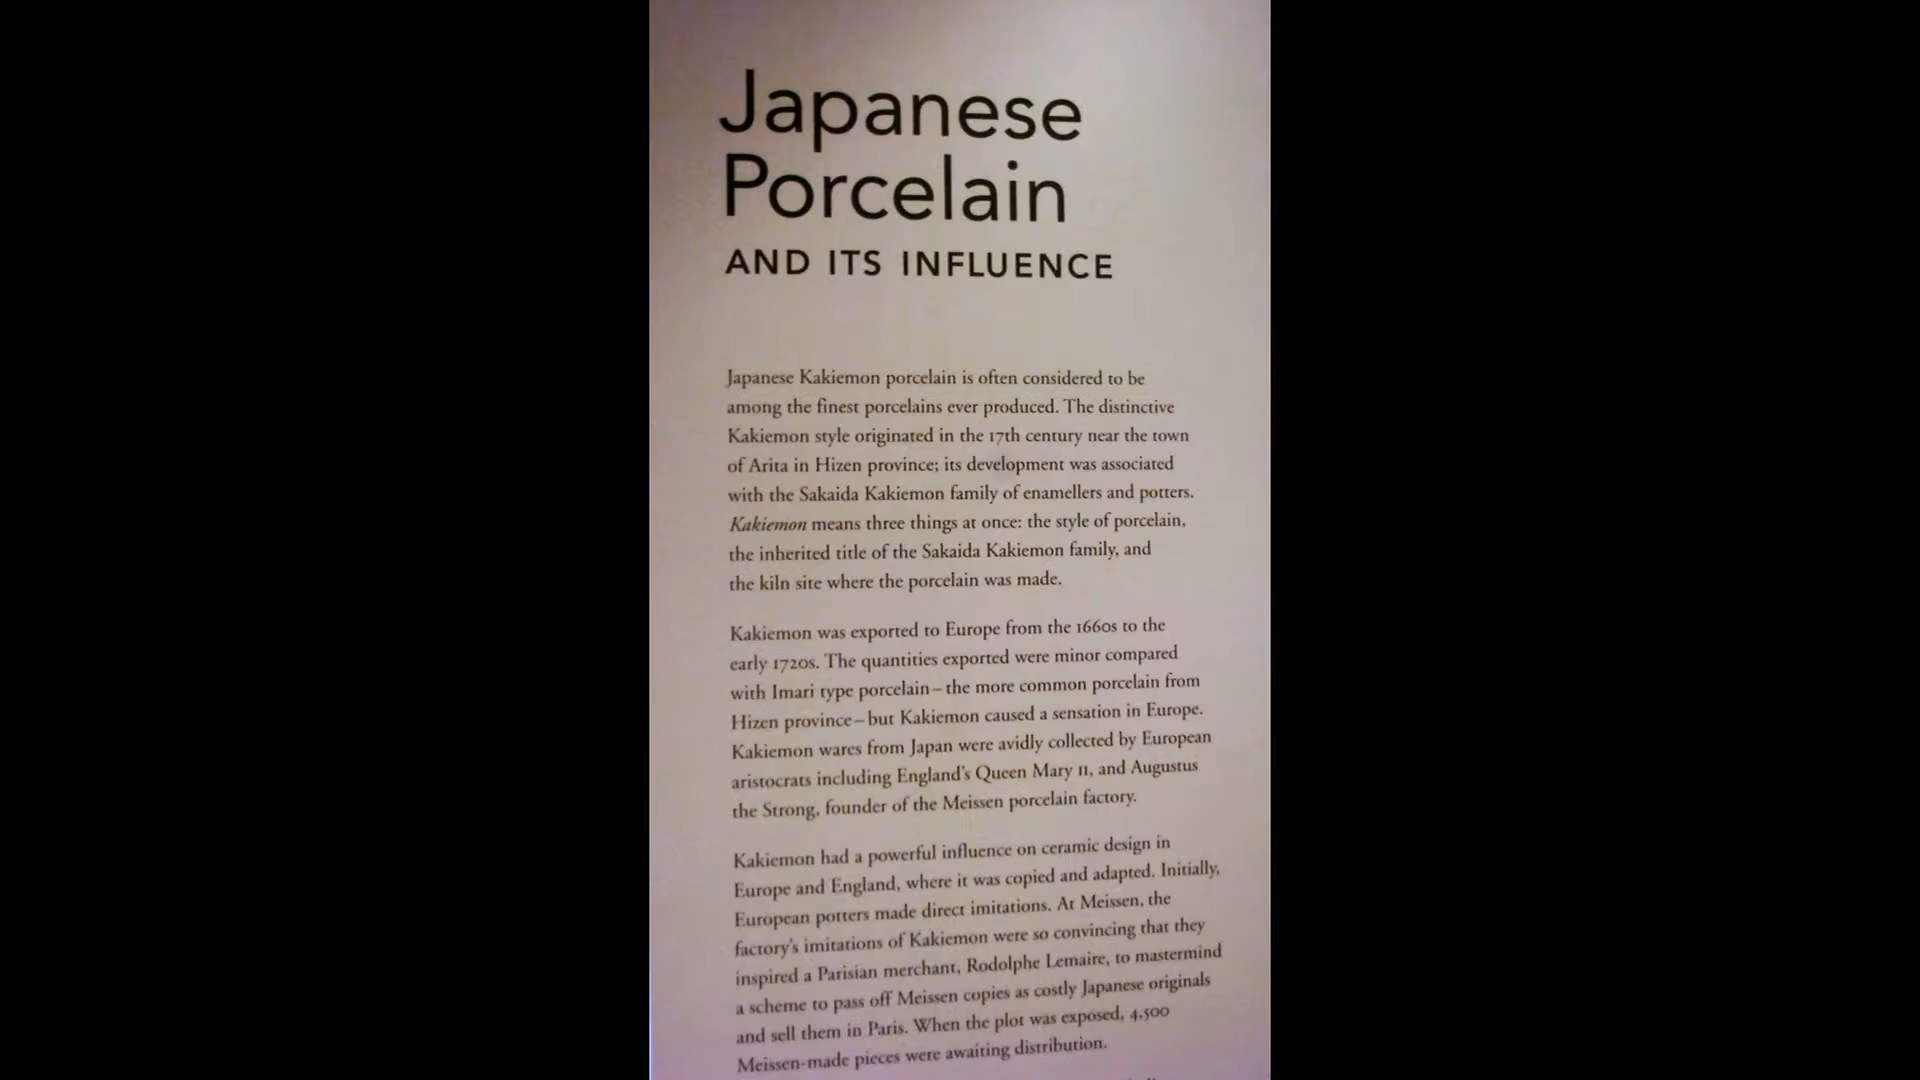 Japanese
Porcelain
AND ITS INFLUENCE
Japanese Kakiemon porcelain is often considered to be
among the finest porcelains ever produced. The distinctive
Kakiemon style originated in the 17th century near the town
of Arita in Hizen province; its development was associated
with the Sakaida Kakiemon family of enamellers and potters.
Kakiemon means three things at once: the style of porcelain,
the inherited title of the Sakaida Kakiemon family, and
the kiln site where the porcelain was made.
Kakiemon was exported to Europe from the 1660s to the
early 1720s. The quantities exported were minor compared
with Imari type porcelain – the more common porcelain from
Hizen province – but Kakiemon caused a sensation in Europe.
Kakiemon wares from Japan were avidly collected by European
aristocrats including England's Queen Mary II, and Augustus
the Strong, founder of the Meissen porcelain factory.
Kakiemon had a powerful influence on ceramic design in
Europe and England, where it was copied and adapted. Initially,
European potters made direct imitations. At Meissen, the
factory's imitations of Kakiemon were so convincing that they
inspired a Parisian merchant, Rodolphe Lemaire, to mastermind
a scheme to pass off Meissen copies as costly Japanese originals
and sell them in Paris. When the plot was exposed, 4,500
Meissen-made pieces were awaiting distribution.